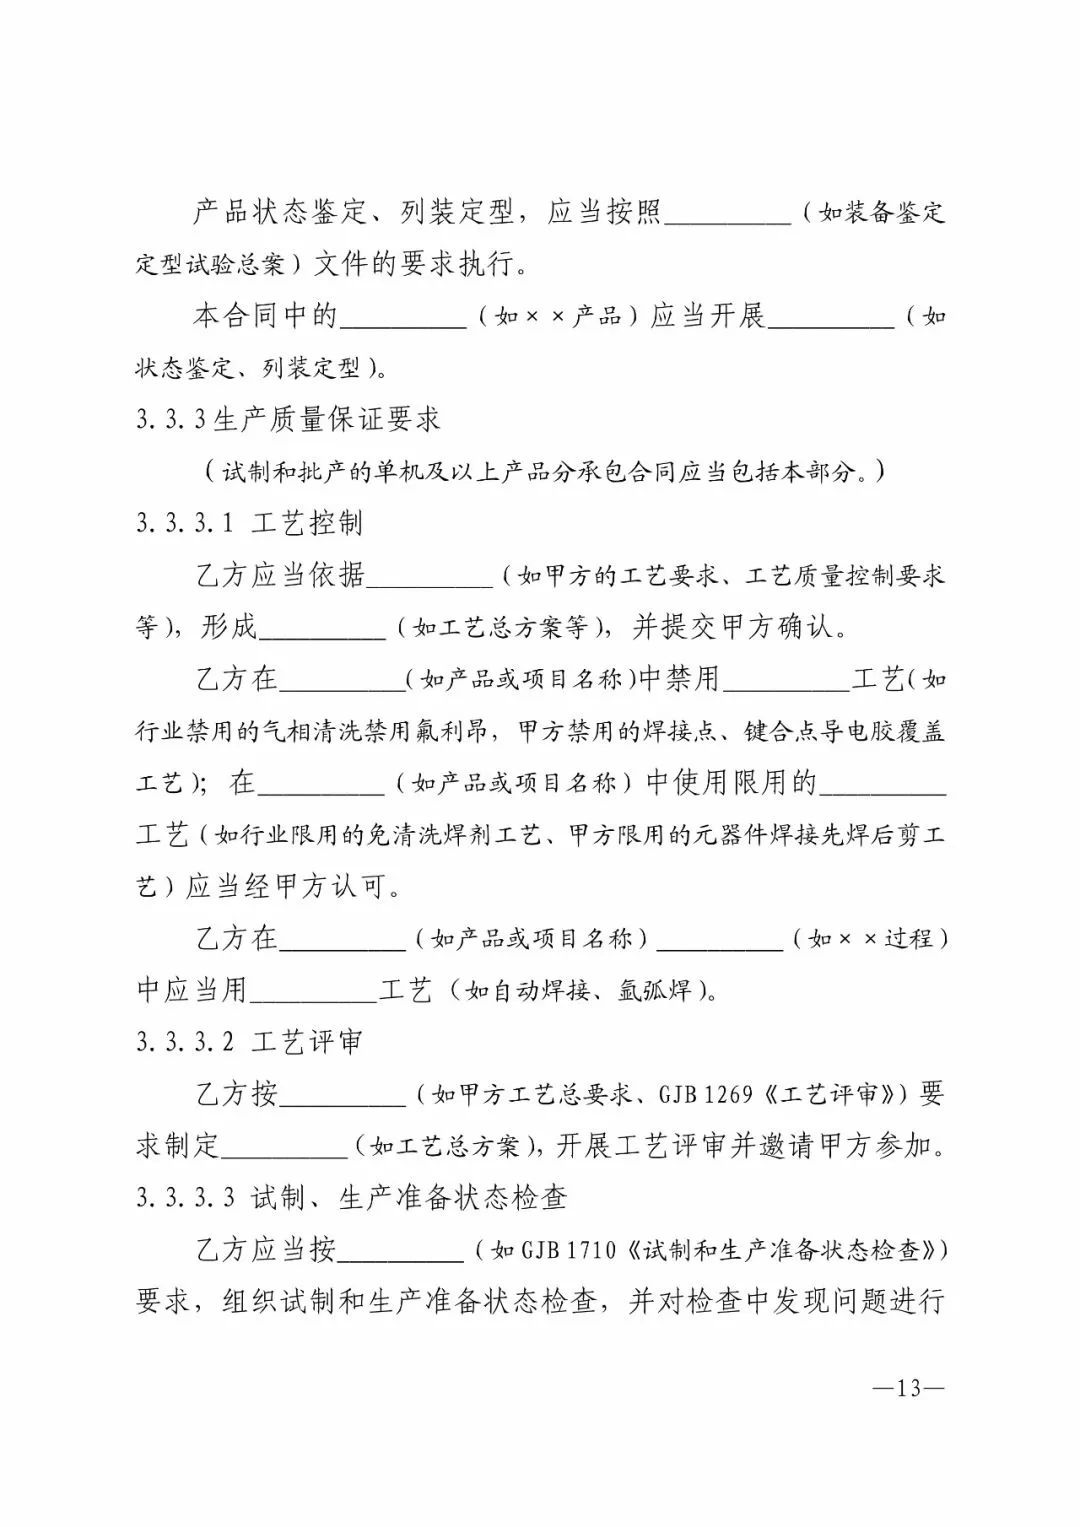 产品状态鉴定、列装定型，应当按照__________（如装备鉴定
定型试验总案）文件的要求执行。
本合同中的__________（如××产品）应当开展__________（如
状态鉴定、列装定型）。
3.3.3生产质量保证要求
（试制和批产的单机及以上产品分承包合同应当包括本部分。）
3.3.3.1 工艺控制
乙方应当依据__________（如甲方的工艺要求、工艺质量控制要求
等），形成__________（如工艺总方案等），并提交甲方确认。
乙方在__________（如产品或项目名称)中禁用__________工艺（如
行业禁用的气相清洗禁用氟利昂，甲方禁用的焊接点、键合点导电胶覆盖
工艺）；在__________（如产品或项目名称）中使用限用的__________
工艺（如行业限用的免清洗焊剂工艺、甲方限用的元器件焊接先焊后剪工
艺）应当经甲方认可。
乙方在__________（如产品或项目名称）__________（如××过程）
中应当用__________工艺（如自动焊接、氩弧焊）。
3.3.3.2 工艺评审
乙方按__________（如甲方工艺总要求、GJB 1269《工艺评审》）要
求制定__________（如工艺总方案），开展工艺评审并邀请甲方参加。
3.3.3.3 试制、生产准备状态检查
乙方应当按__________（如 GJB 1710《试制和生产准备状态检查》）
要求，组织试制和生产准备状态检查，并对检查中发现问题进行
—13—